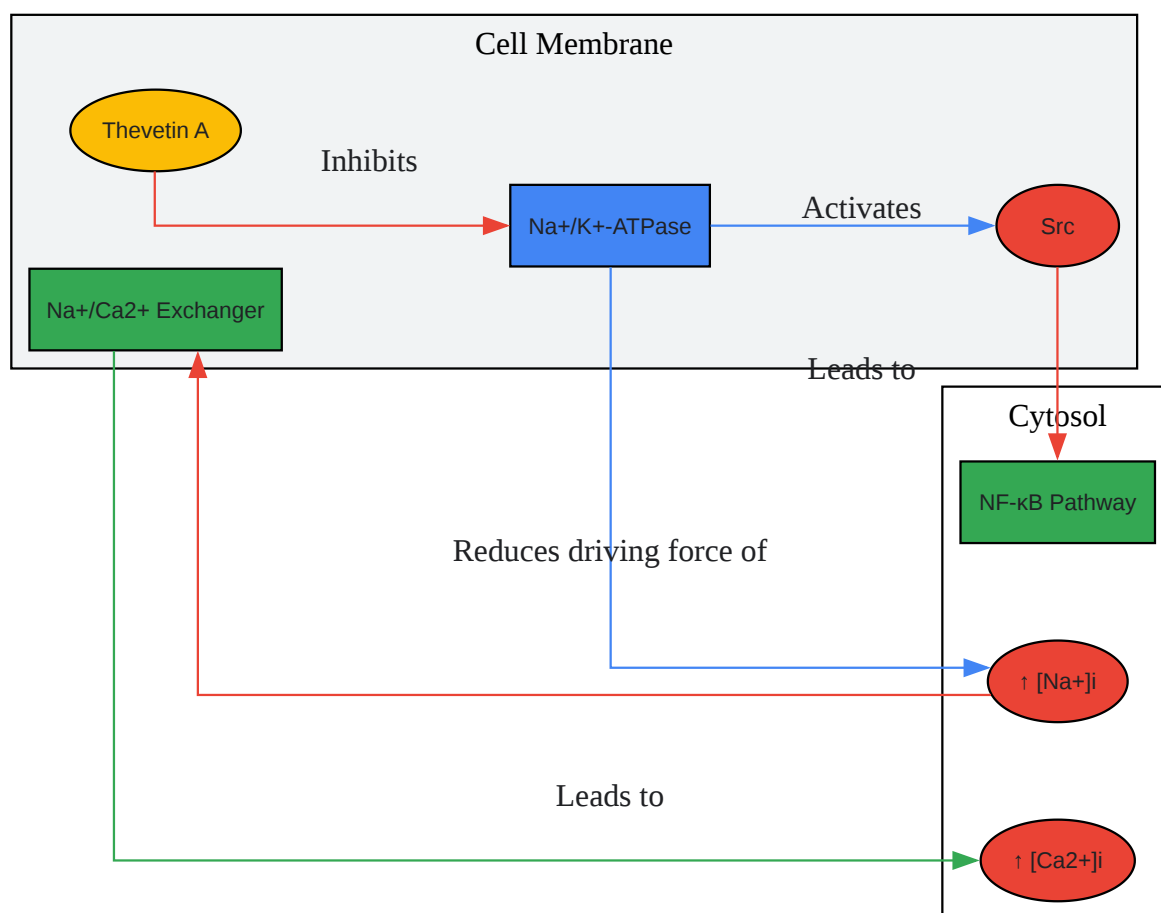 Cell Membrane
Thevetin A
Inhibits
Na+/K+-ATPase
Activates
Src
Na+/Ca2+ Exchanger
Leads to
Cytosol
NF-κB Pathway
Reduces driving force of
↑ [Na+]i
Leads to
↑ [Ca2+]i